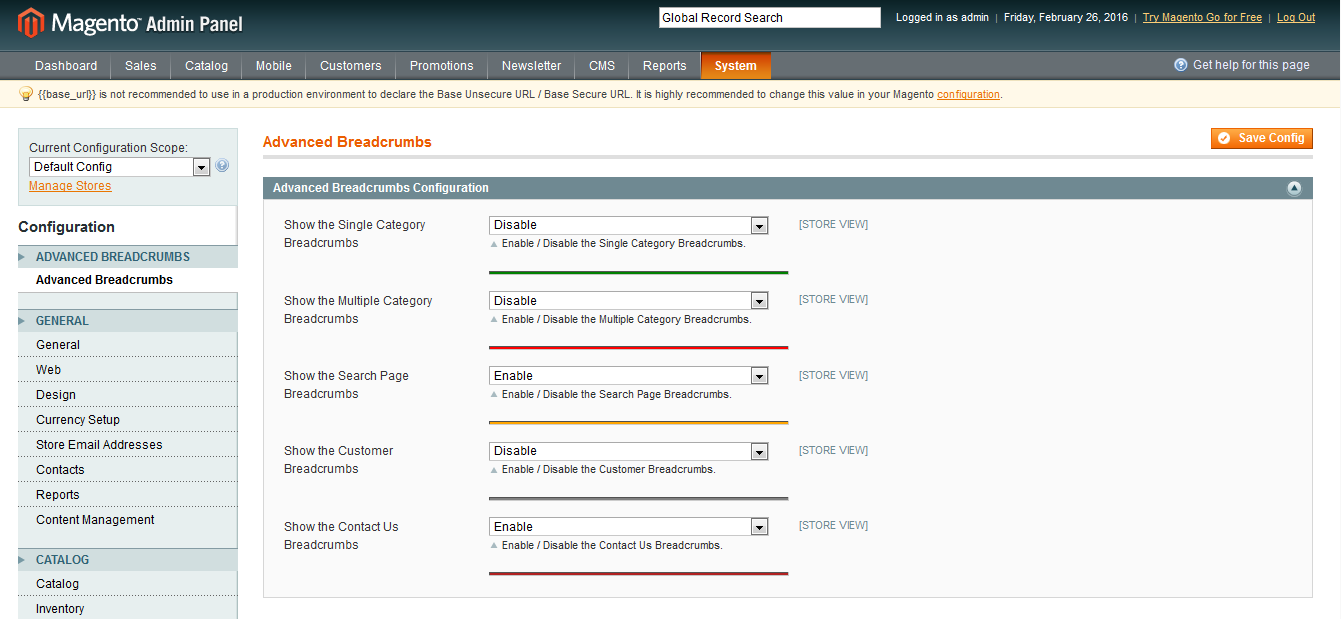 Magento Admin Panel
Global Record Search
Logged in as admin | Friday, February 26, 2016 | Try Magento Go for Free | Log Out
Dashboard Sales Catalog Mobile Customers Promotions Newsletter CMS Reports System
Get help for this page
{{base_url}} is not recommended to use in a production environment to declare the Base Unsecure URL / Base Secure URL. It is highly recommended to change this value in your Magento configuration.
Current Configuration Scope:
Default Config
Manage Stores
Configuration
ADVANCED BREADCRUMBS
Advanced Breadcrumbs
GENERAL
General
Web
Design
Currency Setup
Store Email Addresses
Contacts
Reports
Content Management
CATALOG
Catalog
Inventory
Advanced Breadcrumbs
Save Config
Advanced Breadcrumbs Configuration
Show the Single Category
Breadcrumbs
Disable
[STORE VIEW]
Enable / Disable the Single Category Breadcrumbs.
Show the Multiple Category
Breadcrumbs
Disable
[STORE VIEW]
Enable / Disable the Multiple Category Breadcrumbs.
Show the Search Page
Breadcrumbs
Enable
[STORE VIEW]
Enable / Disable the Search Page Breadcrumbs.
Show the Customer
Breadcrumbs
Disable
[STORE VIEW]
Enable / Disable the Customer Breadcrumbs.
Show the Contact Us
Breadcrumbs
Enable
[STORE VIEW]
Enable / Disable the Contact Us Breadcrumbs.